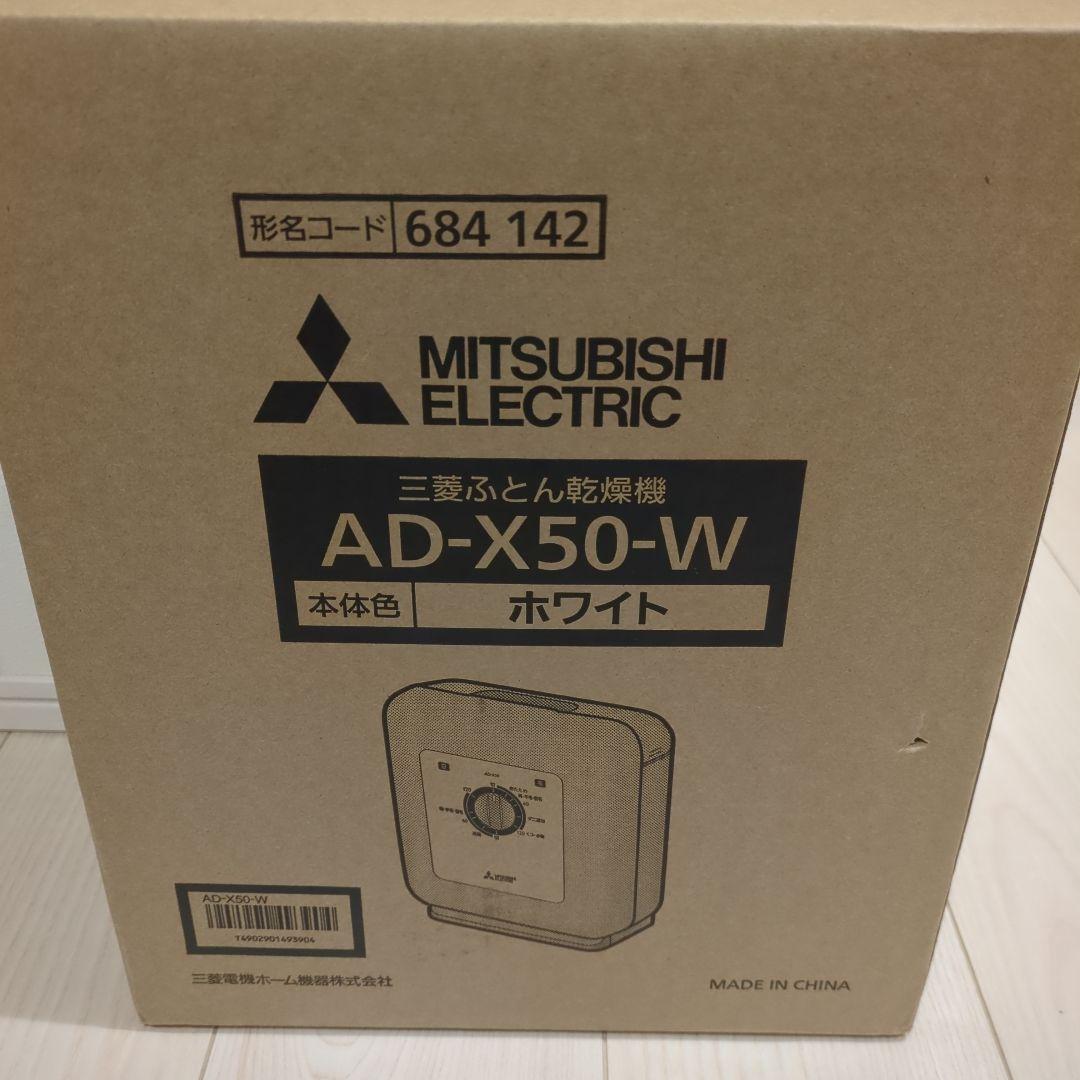 形名コード 684 142
MITSUBISHI
ELECTRIC
三菱ふとん乾燥機
AD-X50-W
本体色 ホワイト
AD-X50-W
T4902901493904
三菱電機ホーム機器株式会社
MADE IN CHINA